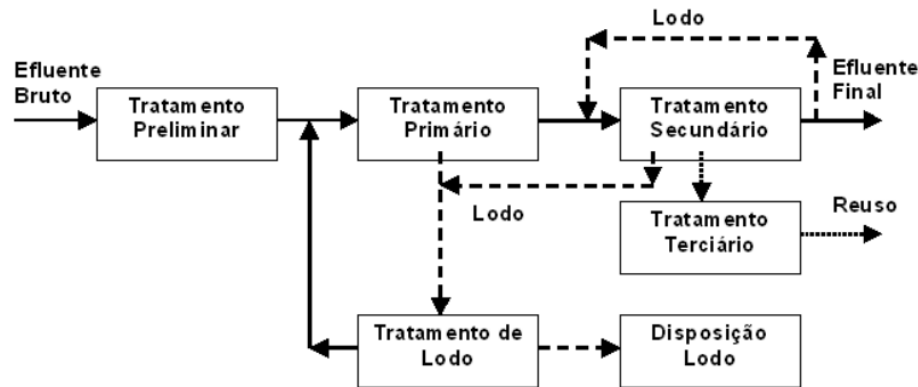 Lodo
Efluente
Bruto
Tratamento
Preliminar
Tratamento
Primário
Tratamento
Secundário
Efluente
Final
Lodo
Tratamento
Terciário
Reuso
Tratamento de
Lodo
Disposição
Lodo